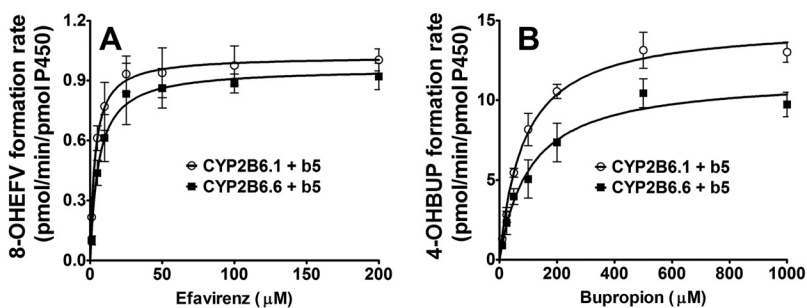 A
8-OHEFV formation rate
(pmol/min/pmol P450)
1.2
0.9
0.6
0.3
0.0
CYP2B6.1 + b5
CYP2B6.6 + b5
0 50 100 150 200
Efavirenz (μM)
B
4-OHBUP formation rate
(pmol/min/pmol P450)
15
10
5
0
CYP2B6.1 + b5
CYP2B6.6 + b5
0 200 400 600 800 1000
Bupropion (μM)